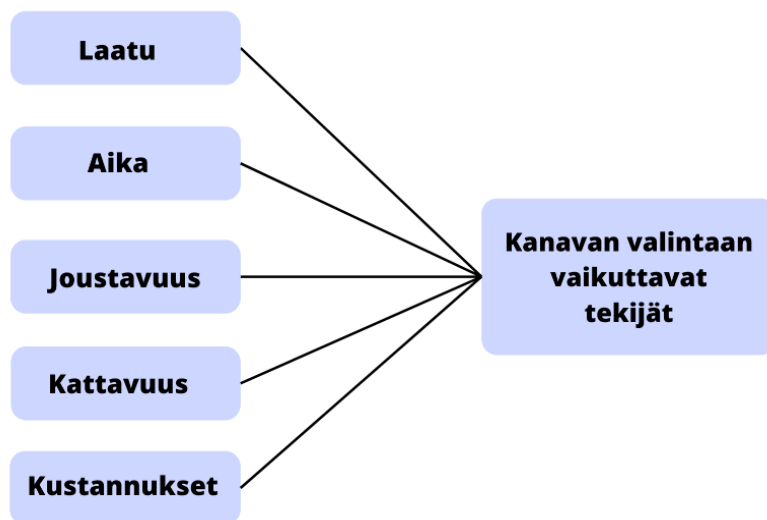 Laatu
Aika
Joustavuus
Kattavuus
Kustannukset
Kanavan valintaan
vaikuttavat
tekijät